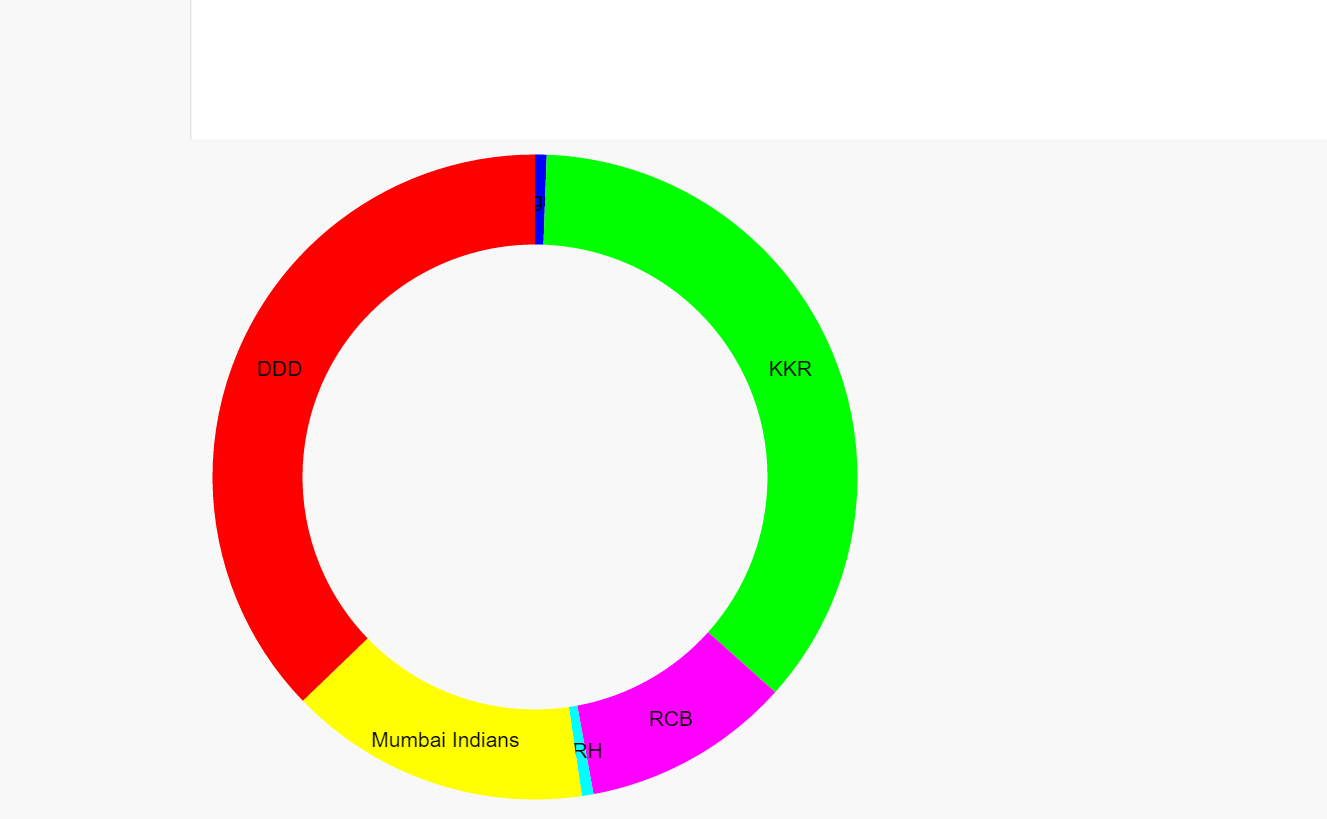 g
DDD
KKR
RCB
Mumbai Indians
RH